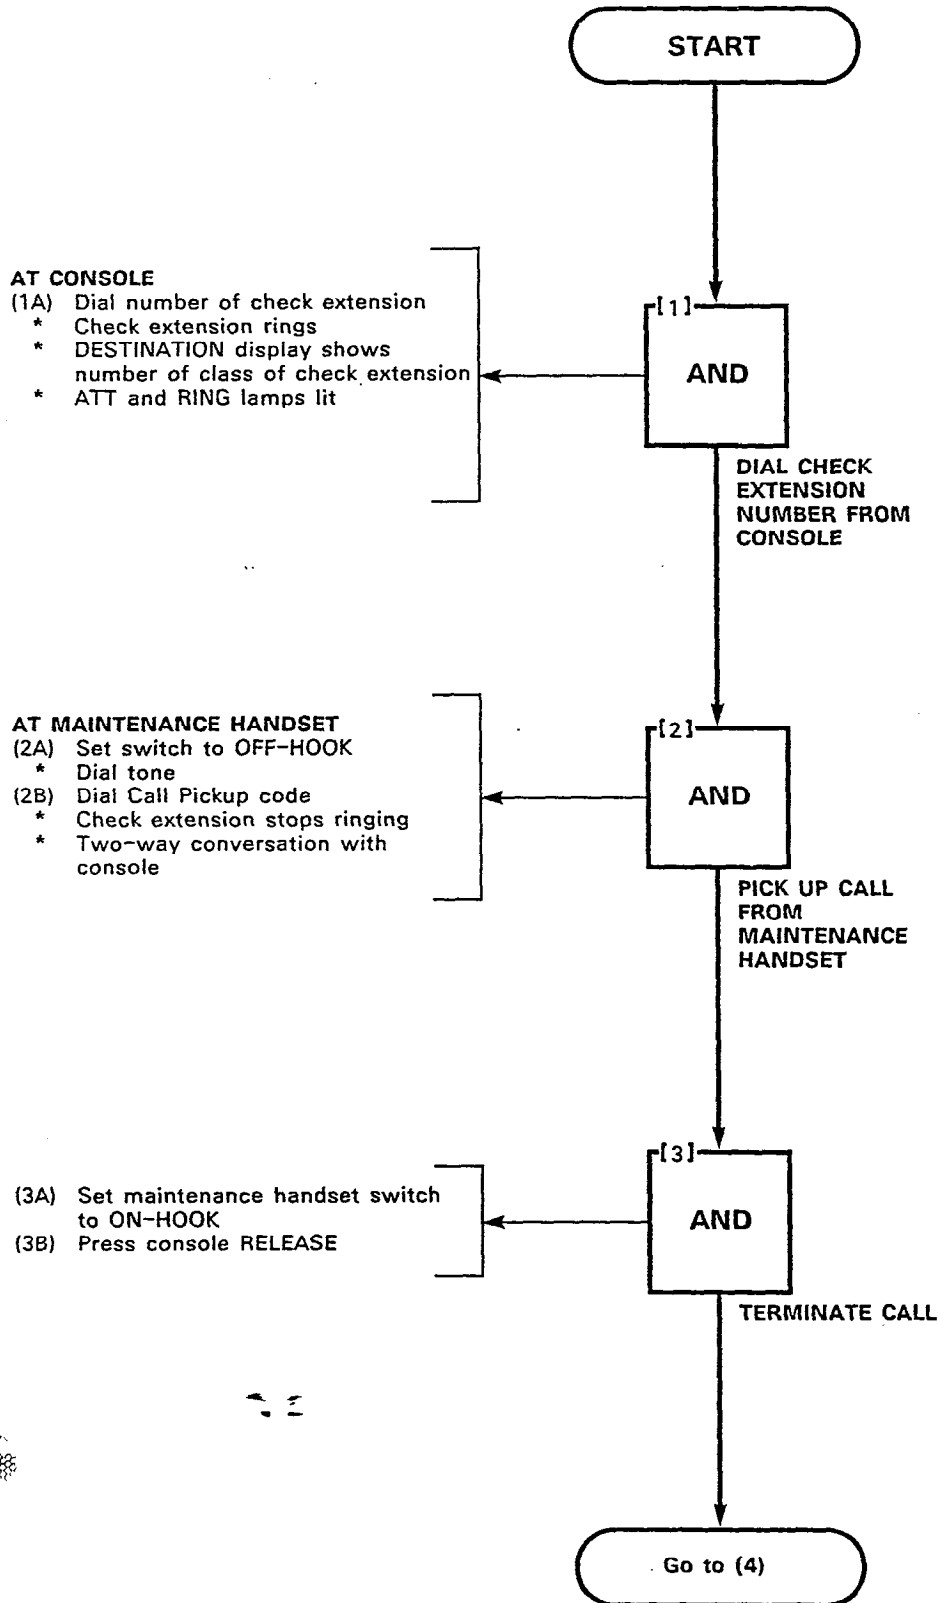 START
AT CONSOLE
(1A) Dial number of check extension
* Check extension rings
* DESTINATION display shows
number of class of check extension
* ATT and RING lamps lit
[1]
AND
DIAL CHECK
EXTENSION
NUMBER FROM
CONSOLE
AT MAINTENANCE HANDSET
(2A) Set switch to OFF-HOOK
* Dial tone
(2B) Dial Call Pickup code
* Check extension stops ringing
* Two-way conversation with
console
[2]
AND
PICK UP CALL
FROM
MAINTENANCE
HANDSET
(3A) Set maintenance handset switch
to ON-HOOK
(3B) Press console RELEASE
[3]
AND
TERMINATE CALL
Go to (4)